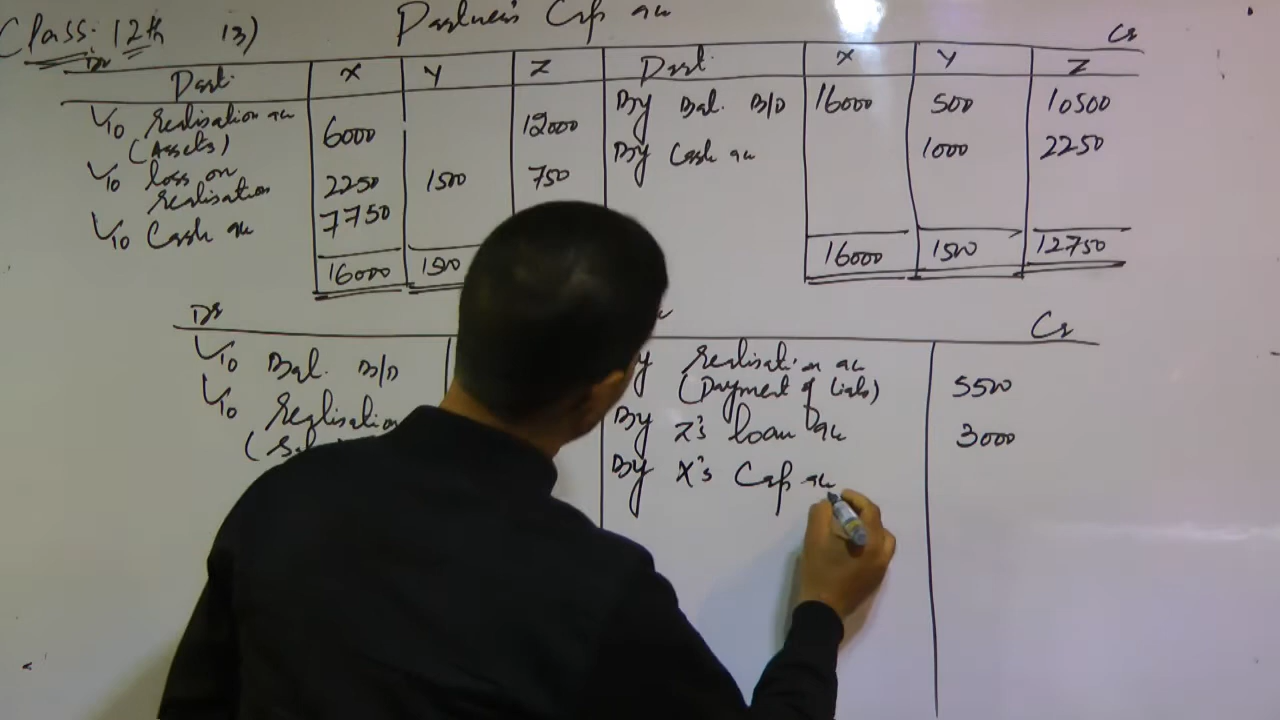 Class: 12th 13) Partner's Cap a/c
Dr Cr
Part. X Y Z Part. X Y Z
To realisation a/c 6000 12000 By Bal. B/D 16000 500 10500
(Assets) By Cash a/c 1000 2250
To loss on 2250 1500 750
realisation
To Cash a/c 7750
16000 1500 16000 1500 12750
Dr Cr
To Bal. B/D realisation a/c
(Payment of Liabs) 5500
To Realisation By Z's loan a/c 3000
By X's Cap a/c